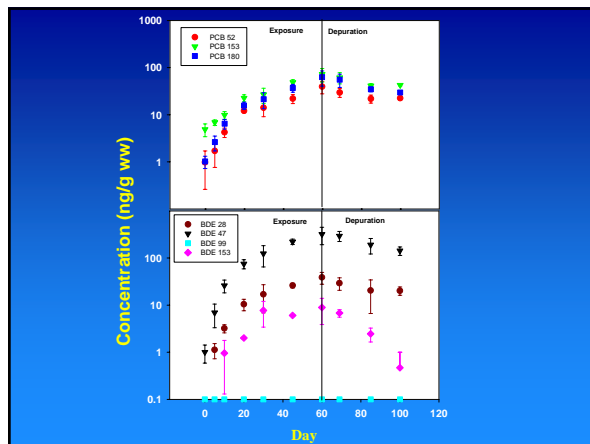 1000
Exposure
Depuration
PCB 52
PCB 153
PCB 180
100
10
1
Concentration (ng/g ww)
Exposure
Depuration
BDE 28
BDE 47
BDE 99
BDE 153
100
10
1
0.1
0 20 40 60 80 100 120
Day